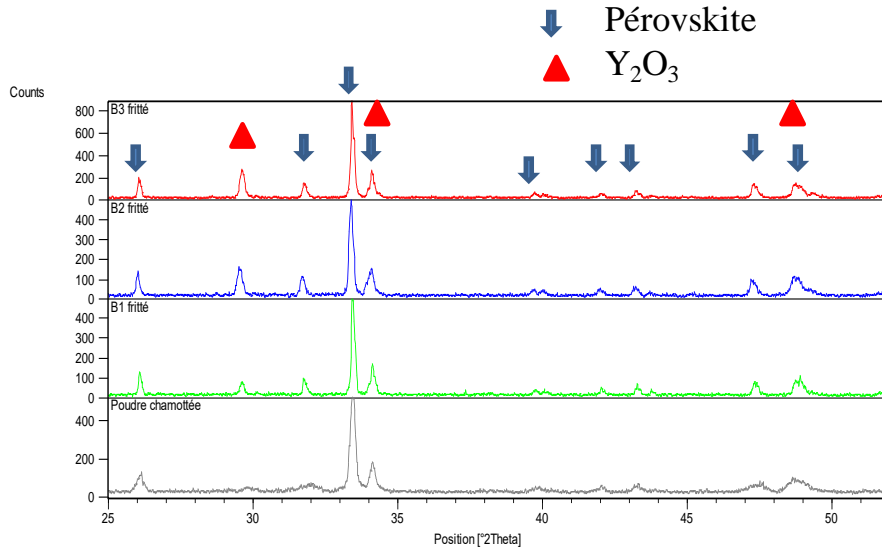 Pérovskite
Y₂O₃
Counts
B3 fritté
800
600
400
200
0
B2 fritté
400
300
200
100
0
B1 fritté
400
300
200
100
0
Poudre chamottée
400
200
0
25 30 35 40 45 50
Position [°2Theta]